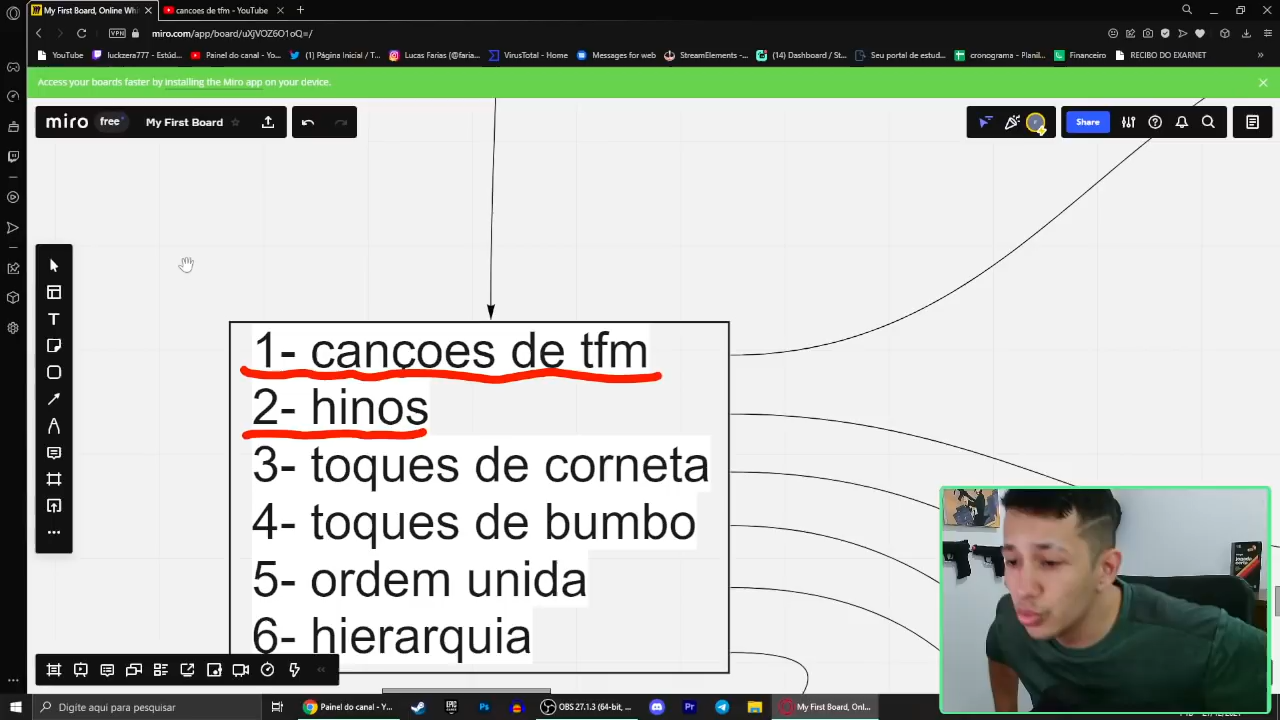 My First Board, Online Wh
cancoes de tfm - YouTube
VPN
miro.com/app/board/uXjVOZ6O1oQ=/
YouTube
luckzera777 - Estúd
Painel do canal - Y
(1) Página Inicial / T
Lucas Farias (@faria
VirusTotal - Home
Messages for web
StreamElements -
(14) Dashboard / St
Seu portal de estud
cronograma - Planil
Financeiro
RECIBO DO EXARNET
Access your boards faster by installing the Miro app on your device.
miro free My First Board
Share
1- cançoes de tfm
2- hinos
3- toques de corneta
4- toques de bumbo
5- ordem unida
6- hierarquia
Digite aqui para pesquisar
Painel do canal - Y
OBS 27.1.3 (64-bit,
My First Board, Onl